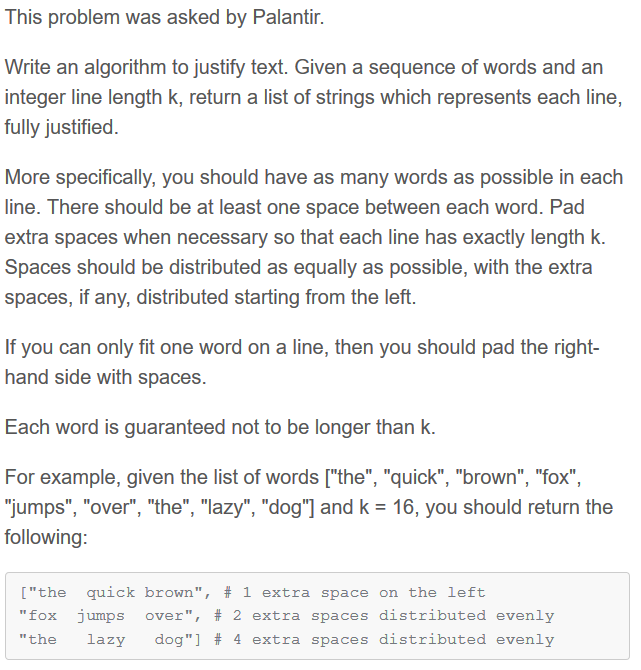 This problem was asked by Palantir.
Write an algorithm to justify text. Given a sequence of words and an
integer line length k, return a list of strings which represents each line,
fully justified.
More specifically, you should have as many words as possible in each
line. There should be at least one space between each word. Pad
extra spaces when necessary so that each line has exactly length k.
Spaces should be distributed as equally as possible, with the extra
spaces, if any, distributed starting from the left.
If you can only fit one word on a line, then you should pad the right-
hand side with spaces.
Each word is guaranteed not to be longer than k.
For example, given the list of words ["the", "quick", "brown", "fox",
"jumps", "over", "the", "lazy", "dog"] and k = 16, you should return the
following:
["the  quick brown", # 1 extra space on the left
"fox  jumps  over", # 2 extra spaces distributed evenly
"the   lazy   dog"] # 4 extra spaces distributed evenly